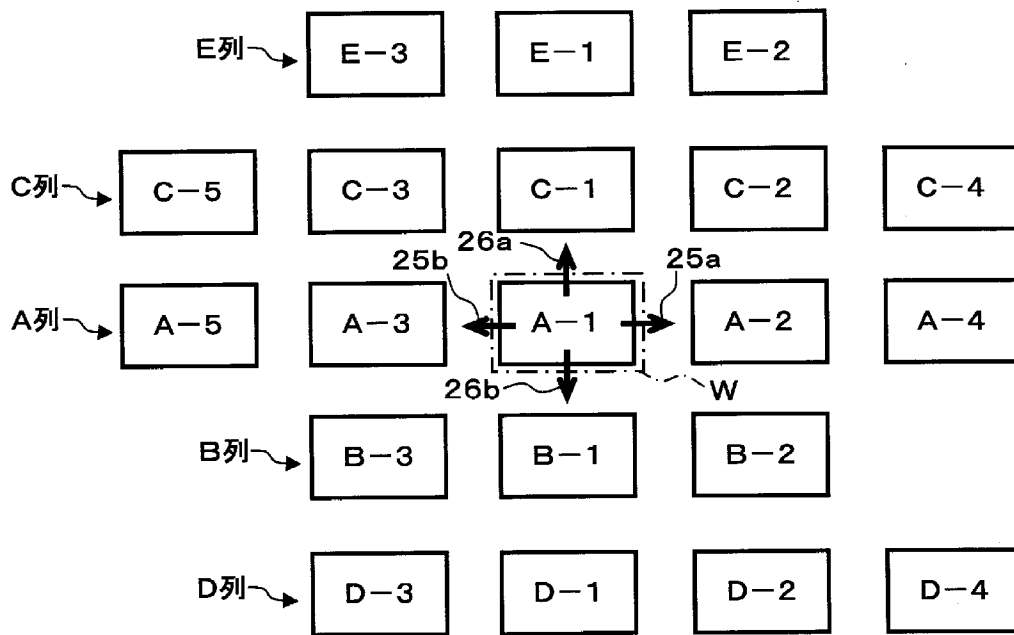 E列 E-3 E-1 E-2
C列 C-5 C-3 C-1 C-2 C-4
26a
25b 25a
A列 A-5 A-3 A-1 A-2 A-4
26b W
B列 B-3 B-1 B-2
D列 D-3 D-1 D-2 D-4